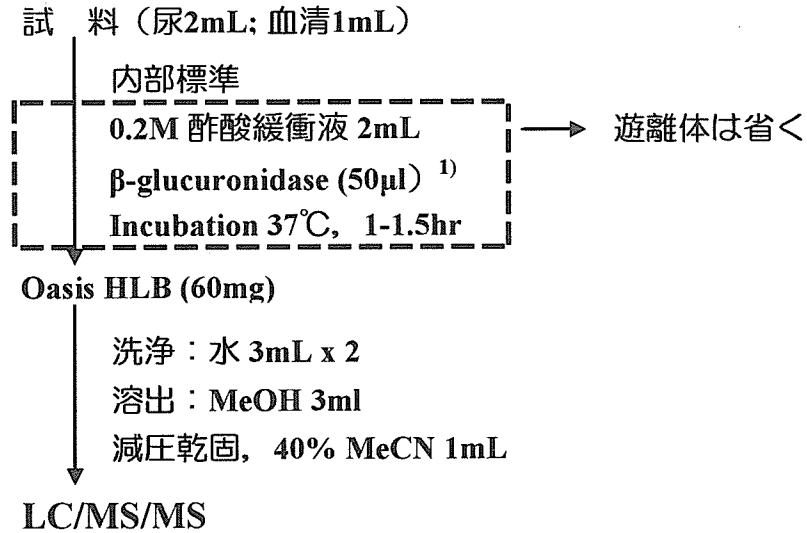 試 料（尿2mL; 血清1mL）
内部標準
0.2M 酢酸緩衝液 2mL
遊離体は省く
β-glucuronidase (50μl） 1)
Incubation 37℃, 1-1.5hr
Oasis HLB (60mg)
洗浄：水 3mL x 2
溶出：MeOH 3ml
減圧乾固, 40% MeCN 1mL
LC/MS/MS